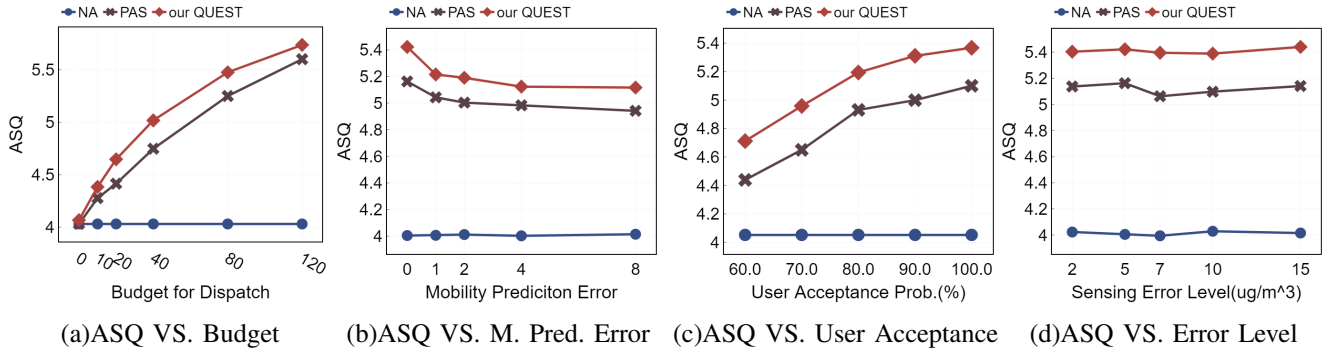 NA PAS our QUEST
ASQ
5.5
5
4.5
4
0 10 20 40 80 120
Budget for Dispatch
(a)ASQ VS. Budget
NA PAS our QUEST
ASQ
5.4
5.2
5
4.8
4.6
4.4
4.2
4
0 1 2 4 8
Mobility Prediciton Error
(b)ASQ VS. M. Pred. Error
NA PAS our QUEST
ASQ
5.4
5.2
5
4.8
4.6
4.4
4.2
4
60.0 70.0 80.0 90.0 100.0
User Acceptance Prob.(%)
(c)ASQ VS. User Acceptance
NA PAS our QUEST
ASQ
5.4
5.2
5
4.8
4.6
4.4
4.2
4
2 5 7 10 15
Sensing Error Level(ug/m^3)
(d)ASQ VS. Error Level